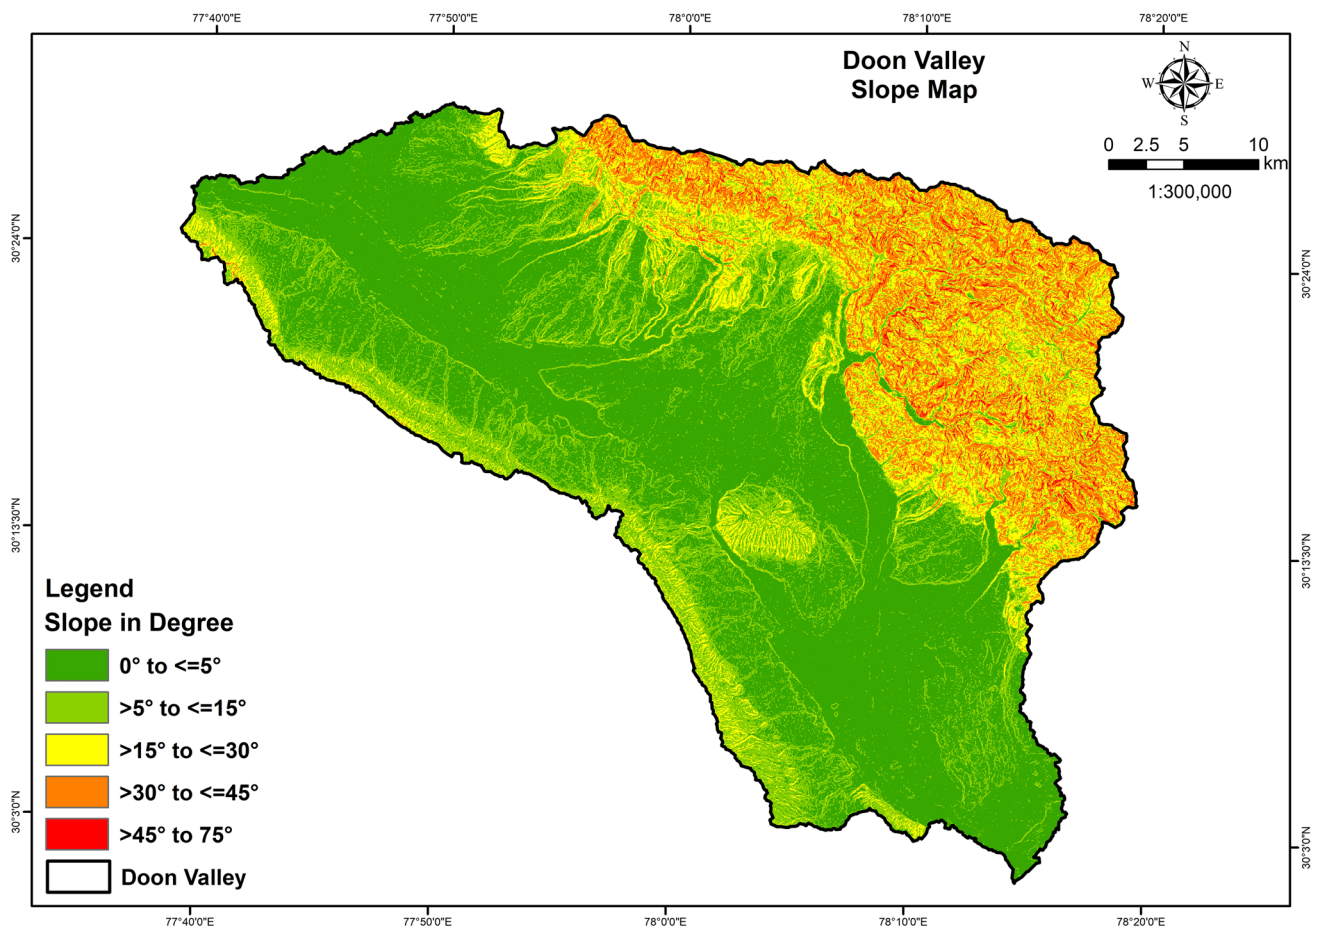 77°40'0"E 77°50'0"E 78°0'0"E 78°10'0"E 78°20'0"E
Doon Valley
Slope Map
N
W E
S
0 2.5 5 10
km
1:300,000
30°24'0"N
30°24'0"N
30°13'30"N
30°13'30"N
30°3'0"N
30°3'0"N
Legend
Slope in Degree
0° to <=5°
>5° to <=15°
>15° to <=30°
>30° to <=45°
>45° to 75°
Doon Valley
77°40'0"E 77°50'0"E 78°0'0"E 78°10'0"E 78°20'0"E